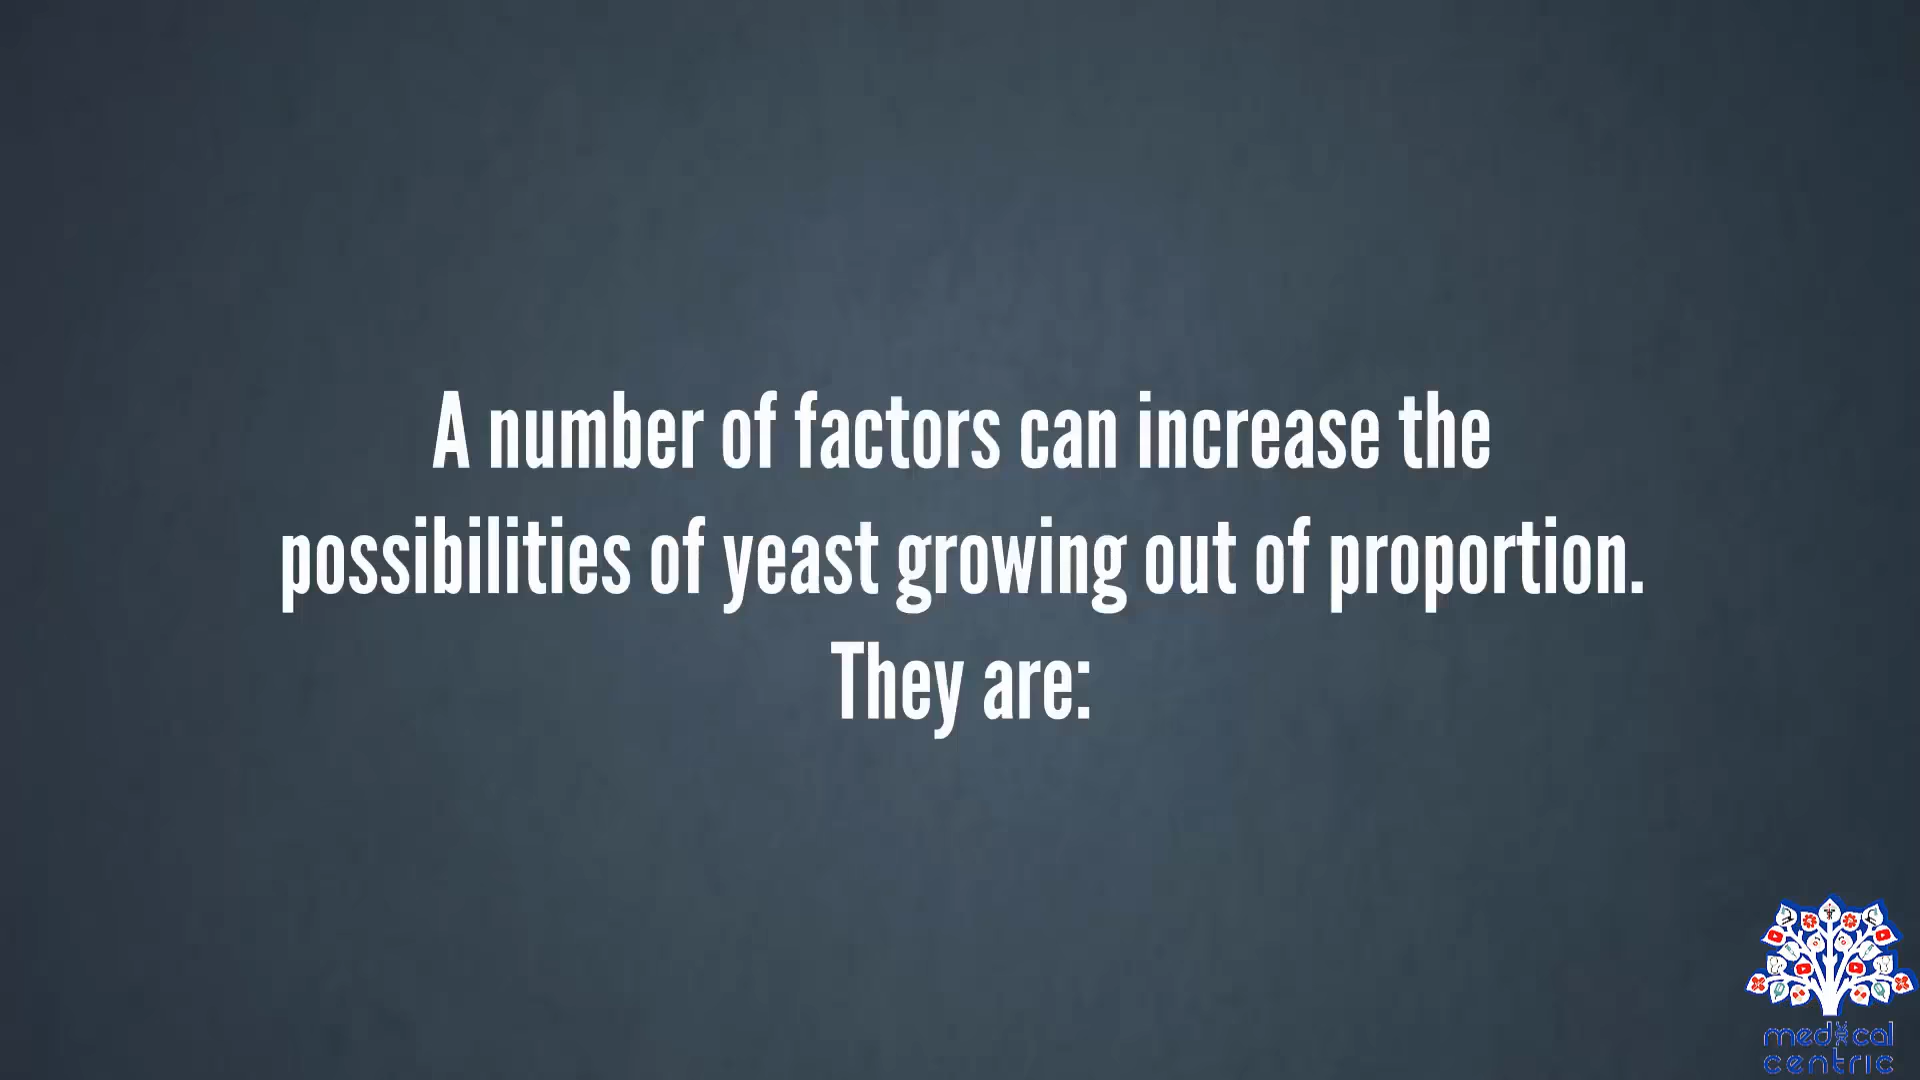 A number of factors can increase the
possibilities of yeast growing out of proportion.
They are:
medical
centric